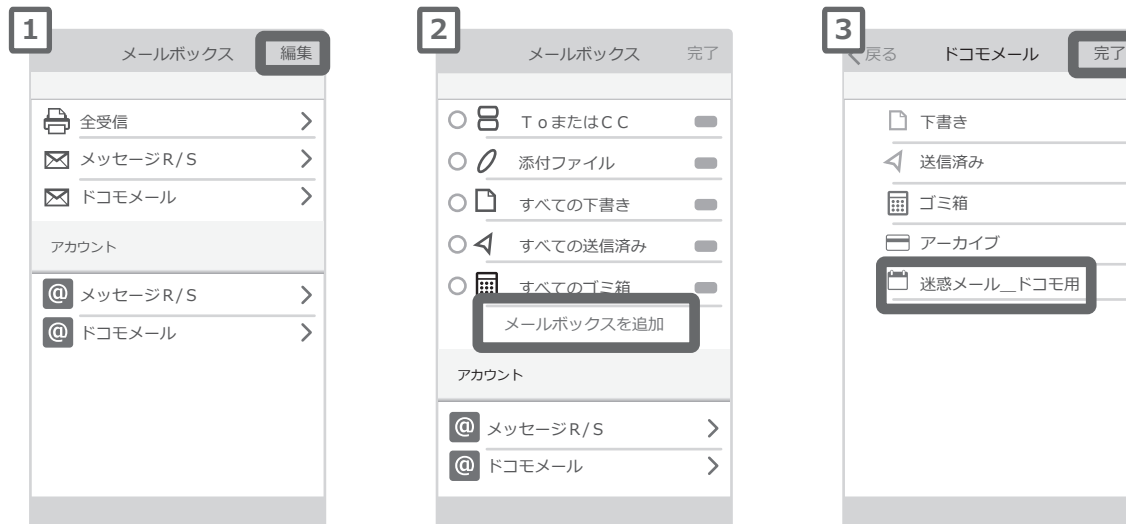 1
メールボックス 編集
全受信
メッセージR/S
ドコモメール
アカウント
@ メッセージR/S
@ ドコモメール
2
メールボックス 完了
ToまたはCC
添付ファイル
すべての下書き
すべての送信済み
すべてのゴミ箱
メールボックスを追加
アカウント
@ メッセージR/S
@ ドコモメール
3
戻る ドコモメール 完了
下書き
送信済み
ゴミ箱
アーカイブ
迷惑メール__ドコモ用